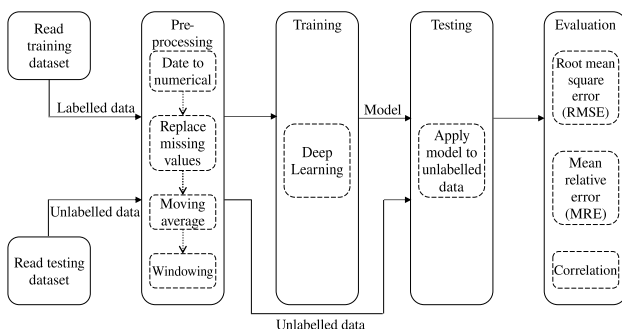 Read
training
dataset
Labelled data
Unlabelled data
Read testing
dataset
Pre-
processing
Date to
numerical
Replace
missing
values
Moving
average
Windowing
Training
Deep
Learning
Model
Testing
Apply
model to
unlabelled
data
Unlabelled data
Evaluation
Root mean
square
error
(RMSE)
Mean
relative
error
(MRE)
Correlation